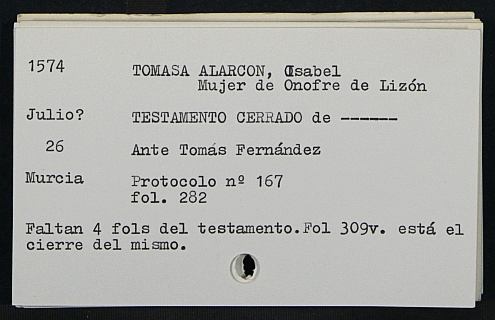 1574 TOMASA ALARCON, Isabel
Mujer de Onofre de Lizón
Julio? TESTAMENTO CERRADO de ------
26 Ante Tomás Fernández
Murcia Protocolo nº 167
fol. 282
Faltan 4 fols del testamento.Fol 309v. está el
cierre del mismo.